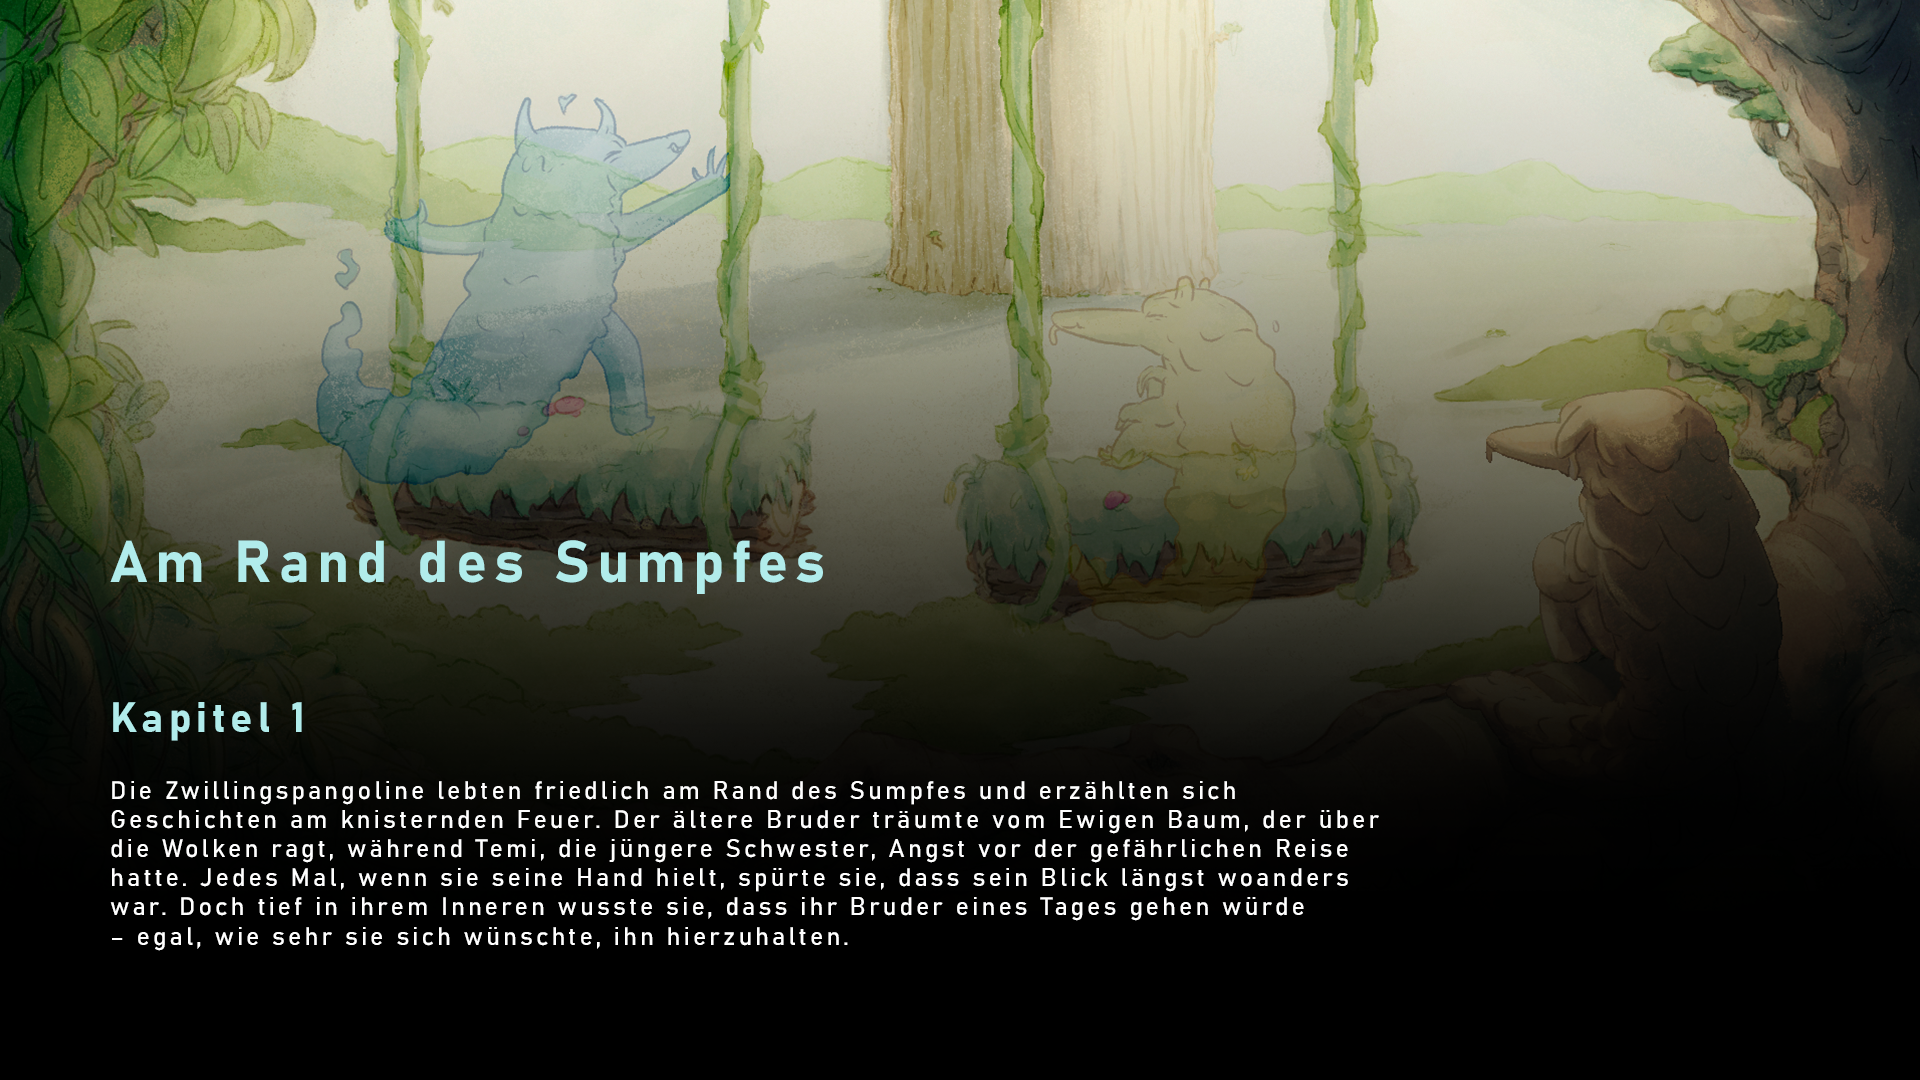 Am Rand des Sumpfes
Kapitel 1
Die Zwillingspangoline lebten friedlich am Rand des Sumpfes und erzählten sich
Geschichten am knisternden Feuer. Der ältere Bruder träumte vom Ewigen Baum, der über
die Wolken ragt, während Temi, die jüngere Schwester, Angst vor der gefährlichen Reise
hatte. Jedes Mal, wenn sie seine Hand hielt, spürte sie, dass sein Blick längst woanders
war. Doch tief in ihrem Inneren wusste sie, dass ihr Bruder eines Tages gehen würde
– egal, wie sehr sie sich wünschte, ihn hierzuhalten.